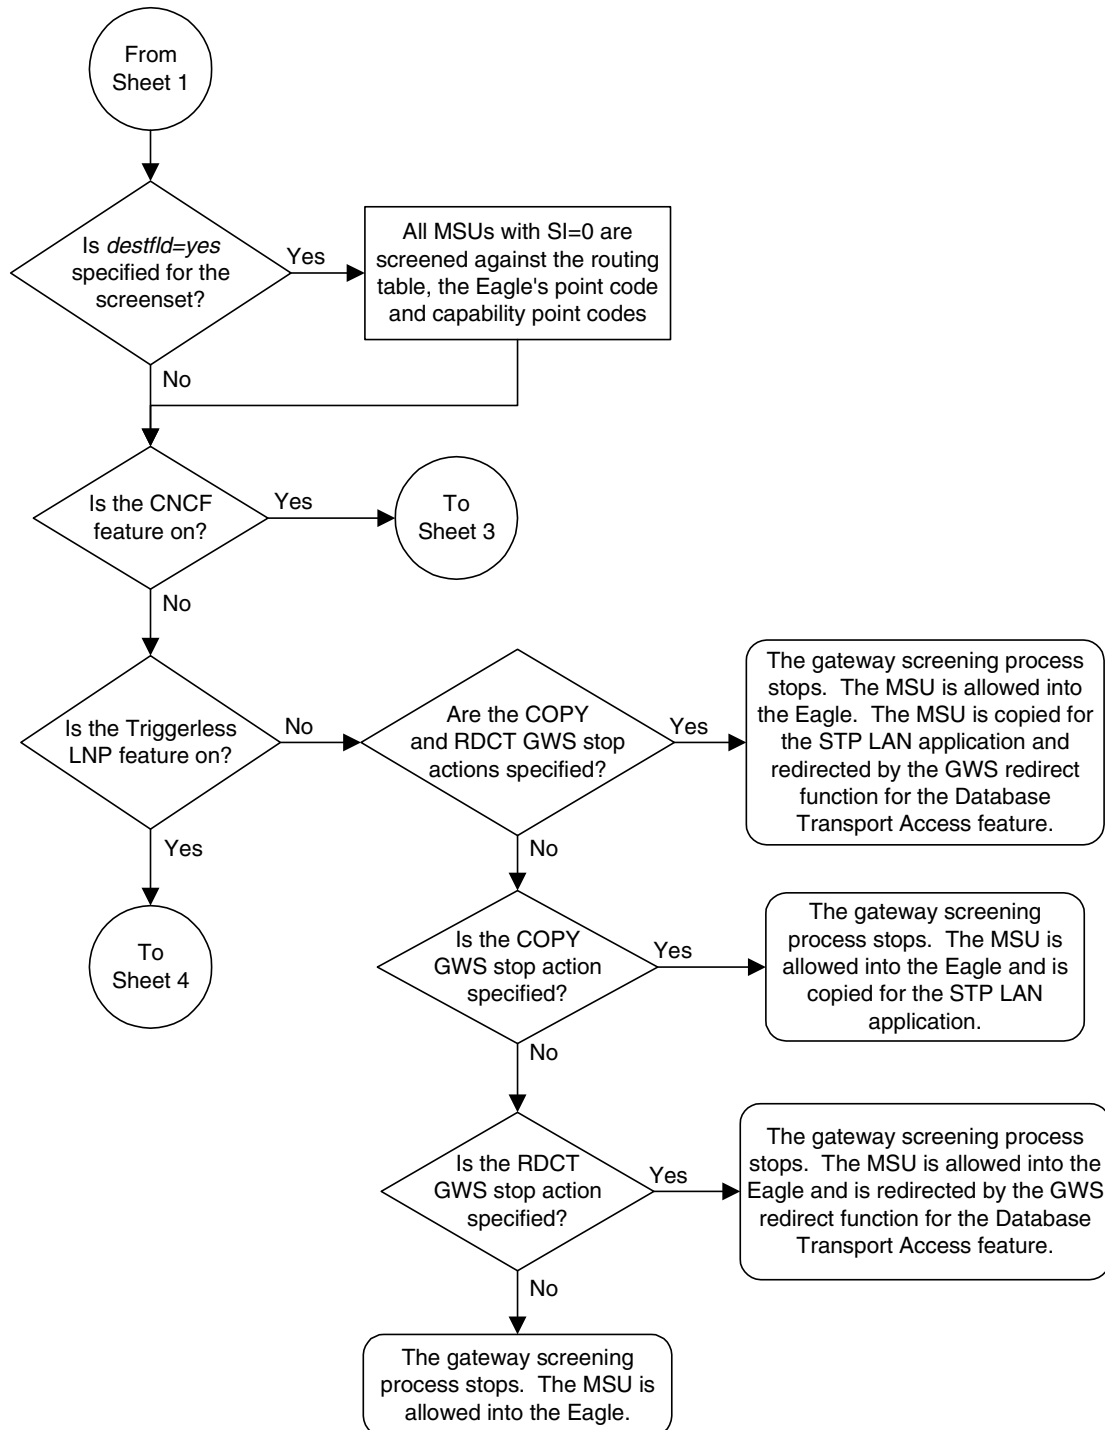 From
Sheet 1
Is destfld=yes
specified for the
screenset?
Yes
All MSUs with SI=0 are
screened against the routing
table, the Eagle's point code
and capability point codes
No
Is the CNCF
feature on?
Yes
To
Sheet 3
No
Is the Triggerless
LNP feature on?
No
Are the COPY
and RDCT GWS stop
actions specified?
Yes
The gateway screening process
stops. The MSU is allowed into
the Eagle. The MSU is copied for
the STP LAN application and
redirected by the GWS redirect
function for the Database
Transport Access feature.
Yes
No
To
Sheet 4
Is the COPY
GWS stop action
specified?
Yes
The gateway screening
process stops. The MSU is
allowed into the Eagle and is
copied for the STP LAN
application.
No
Is the RDCT
GWS stop action
specified?
Yes
The gateway screening process
stops. The MSU is allowed into the
Eagle and is redirected by the GWS
redirect function for the Database
Transport Access feature.
No
The gateway screening
process stops. The MSU is
allowed into the Eagle.